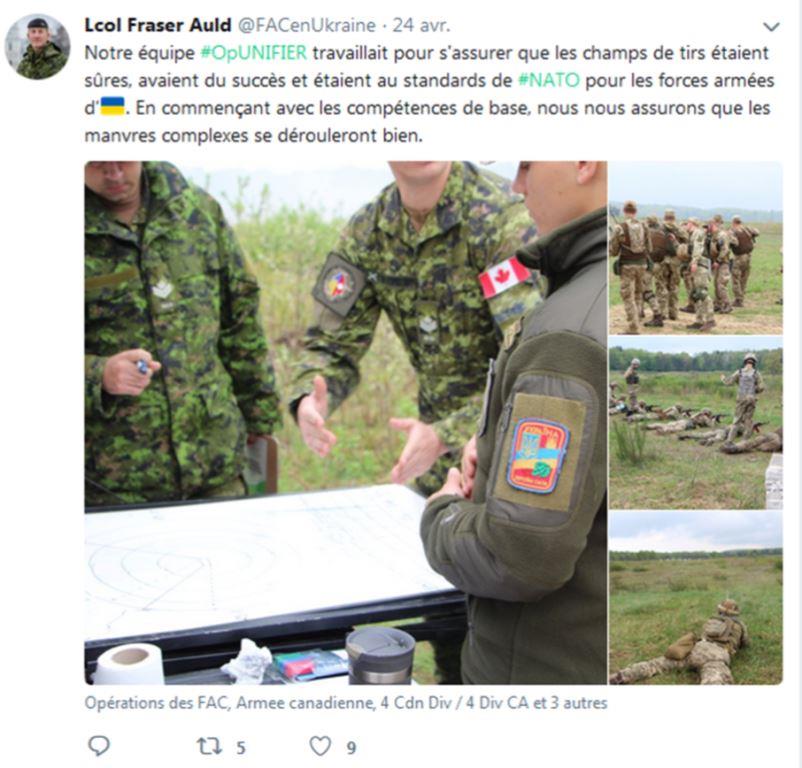 Lcol Fraser Auld @FACenUkraine · 24 avr.
Notre équipe #OpUNIFIER travaillait pour s'assurer que les champs de tirs étaient
sûres, avaient du succès et étaient au standards de #NATO pour les forces armées
d'🇺🇦. En commençant avec les compétences de base, nous nous assurons que les
manvres complexes se dérouleront bien.
УКРАЇНА
Opérations des FAC, Armee canadienne, 4 Cdn Div / 4 Div CA et 3 autres
5 9